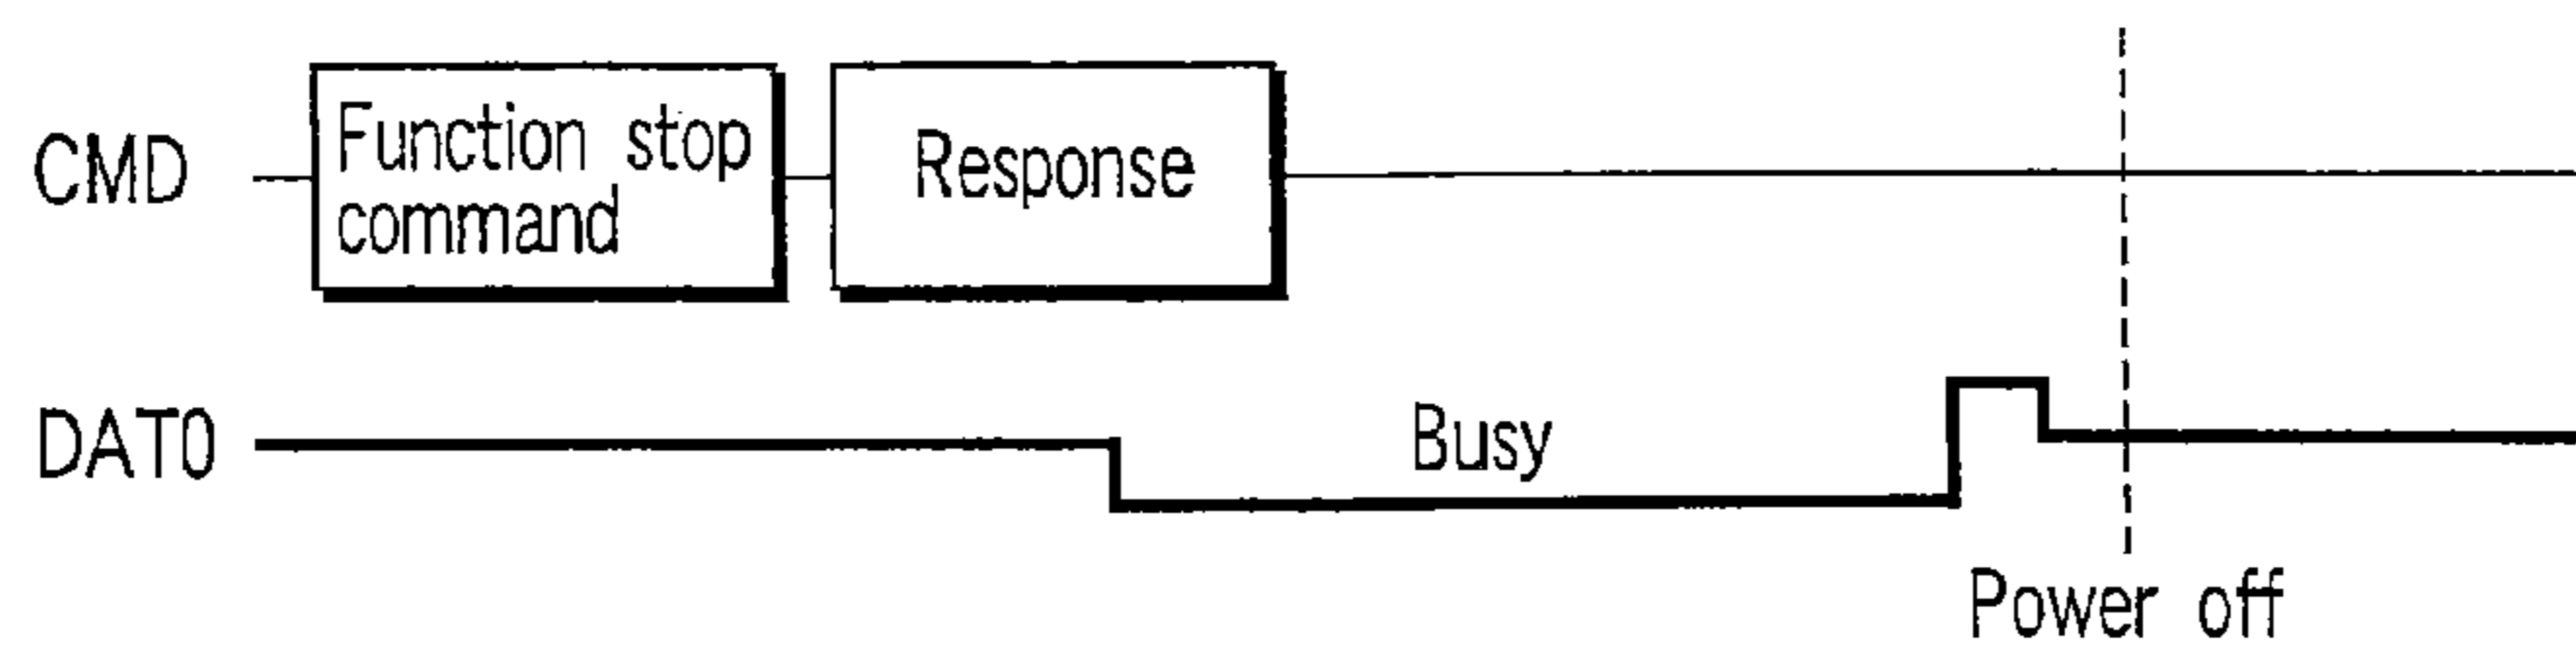 CMD
Function stop
command
Response
DAT0
Busy
Power off